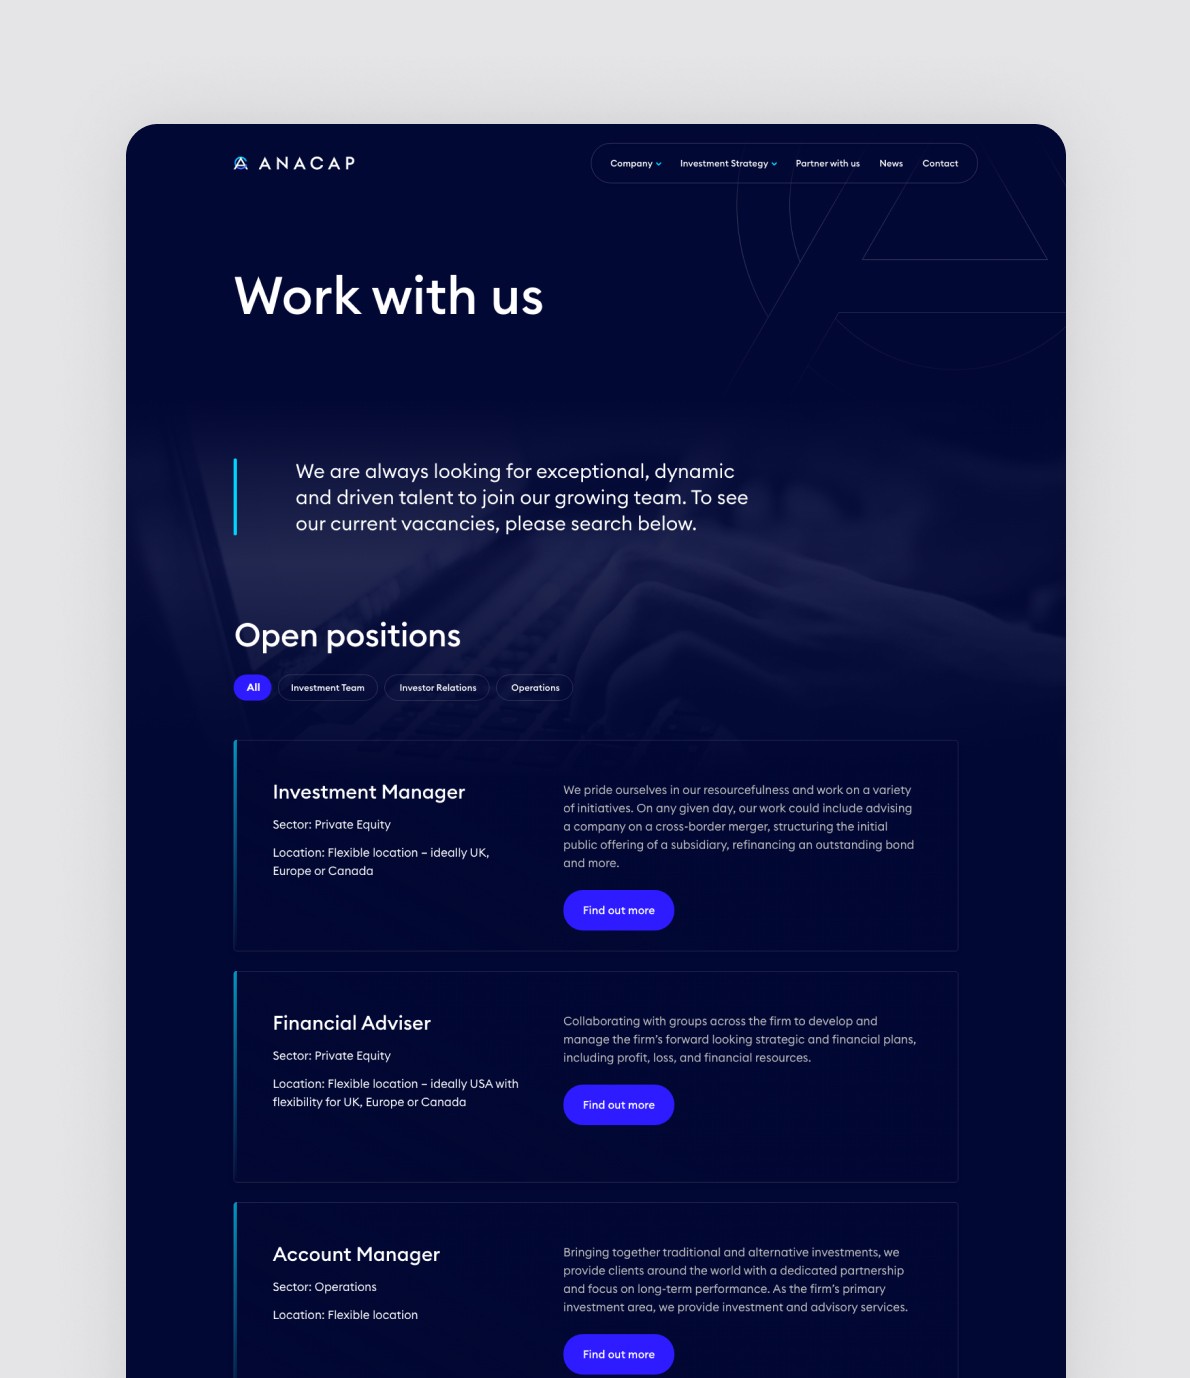 ANACAP
Company
Investment Strategy
Partner with us
News
Contact
Work with us
We are always looking for exceptional, dynamic
and driven talent to join our growing team. To see
our current vacancies, please search below.
Open positions
All
Investment Team
Investor Relations
Operations
Investment Manager
Sector: Private Equity
Location: Flexible location – ideally UK,
Europe or Canada
We pride ourselves in our resourcefulness and work on a variety
of initiatives. On any given day, our work could include advising
a company on a cross-border merger, structuring the initial
public offering of a subsidiary, refinancing an outstanding bond
and more.
Find out more
Financial Adviser
Sector: Private Equity
Location: Flexible location – ideally USA with
flexibility for UK, Europe or Canada
Collaborating with groups across the firm to develop and
manage the firm's forward looking strategic and financial plans,
including profit, loss, and financial resources.
Find out more
Account Manager
Sector: Operations
Location: Flexible location
Bringing together traditional and alternative investments, we
provide clients around the world with a dedicated partnership
and focus on long-term performance. As the firm's primary
investment area, we provide investment and advisory services.
Find out more